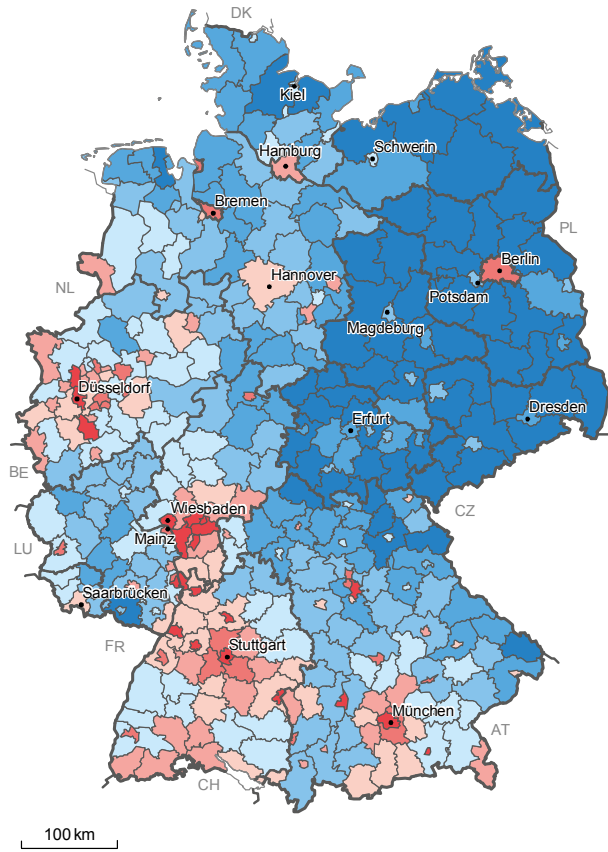 DK
Kiel
Schwerin
Hamburg
Bremen
PL
Berlin
Hannover
NL
Potsdam
Magdeburg
Düsseldorf
Dresden
Erfurt
BE
Wiesbaden
CZ
Mainz
LU
Saarbrücken
FR
Stuttgart
München
AT
CH
100 km